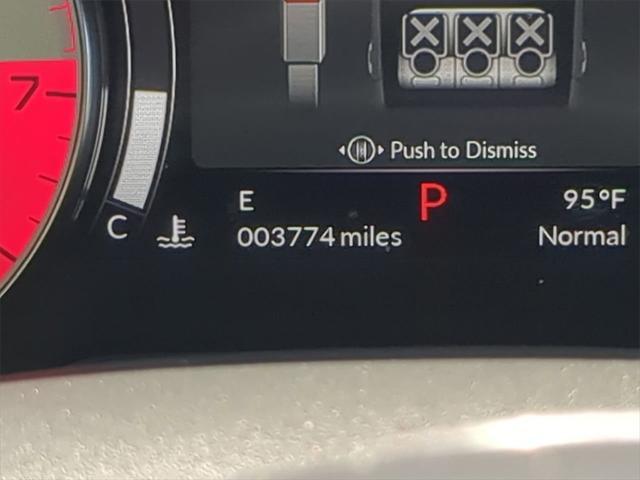 7
Push to Dismiss
C
E
P
95°F
003774 miles
Normal